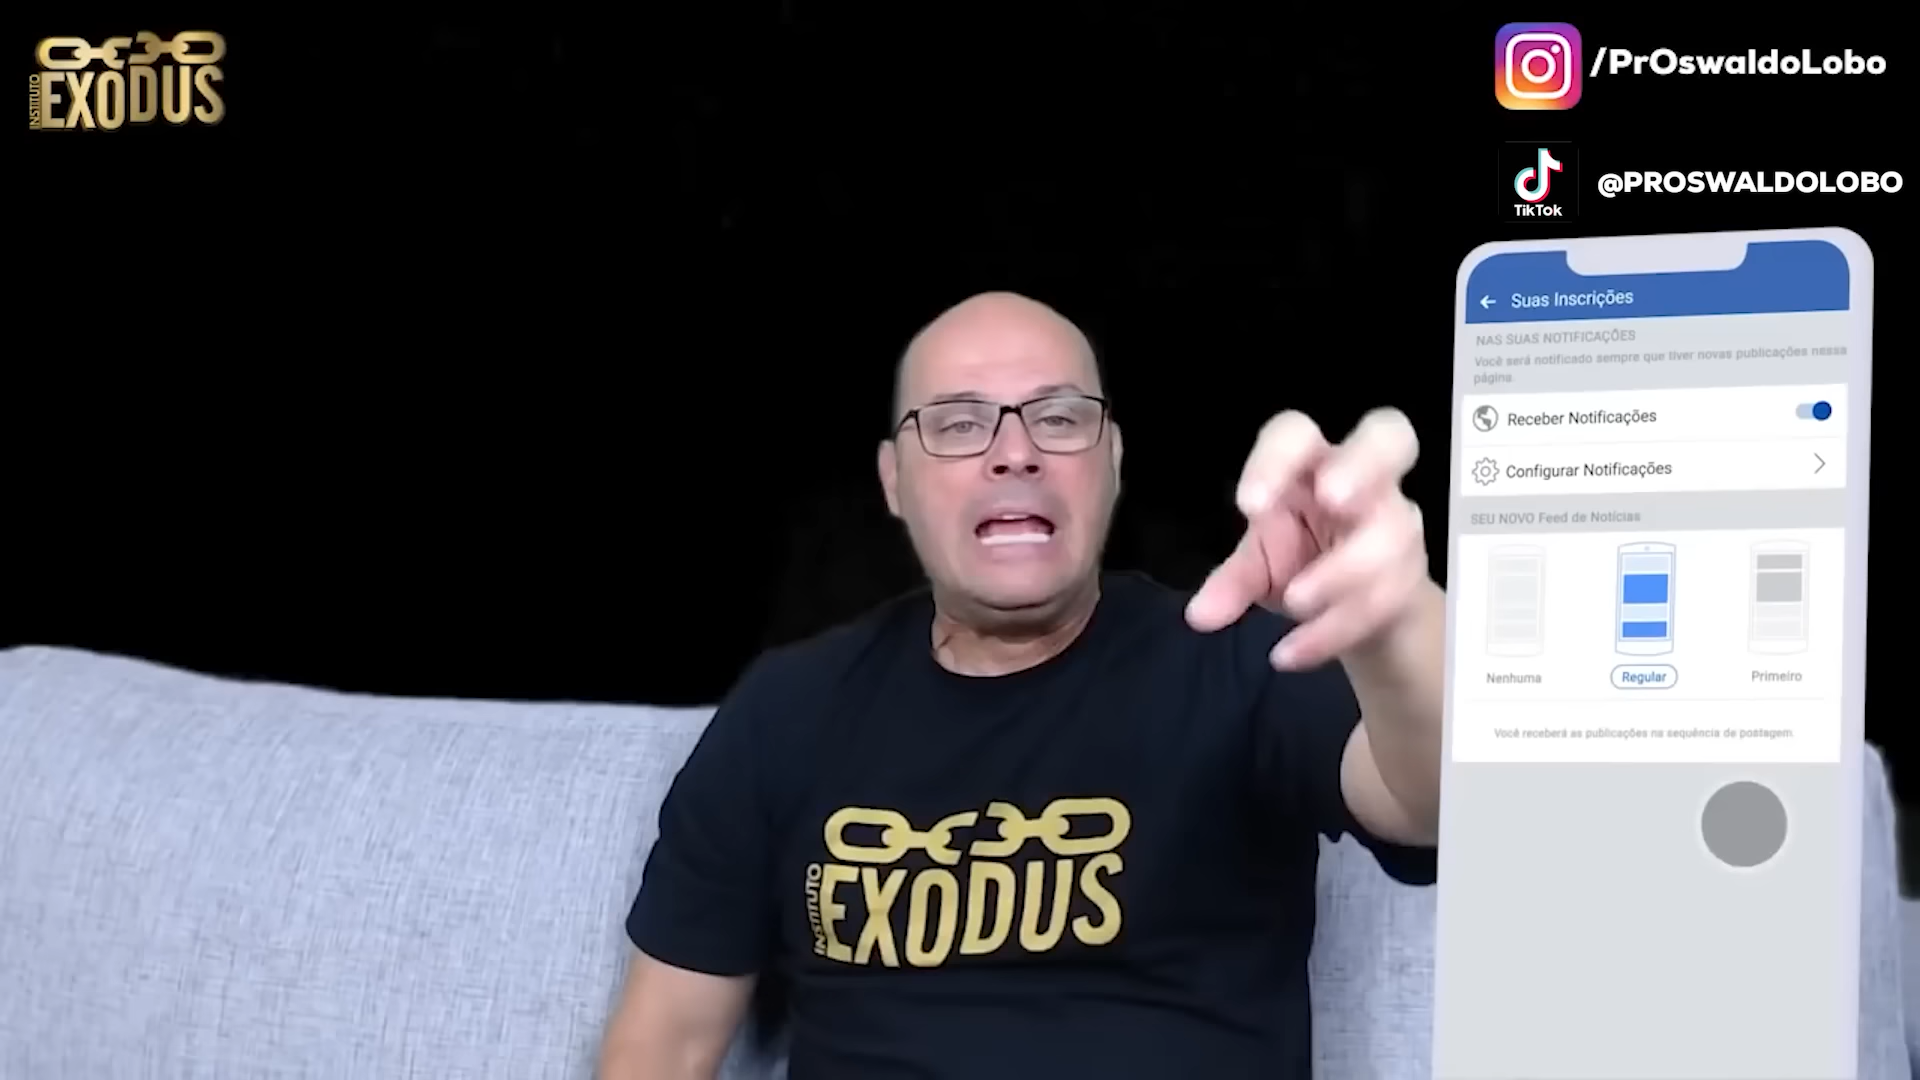 INSTITUTO
EXODUS
/PrOswaldoLobo
TikTok
@PROSWALDOLOBO
Suas Inscrições
NAS SUAS NOTIFICAÇÕES
Você será notificado sempre que tiver novas publicações nessa
página.
Receber Notificações
Configurar Notificações
SEU NOVO Feed de Notícias
Nenhuma
Regular
Primeiro
Você receberá as publicações na sequência de postagem.
INSTITUTO
EXODUS